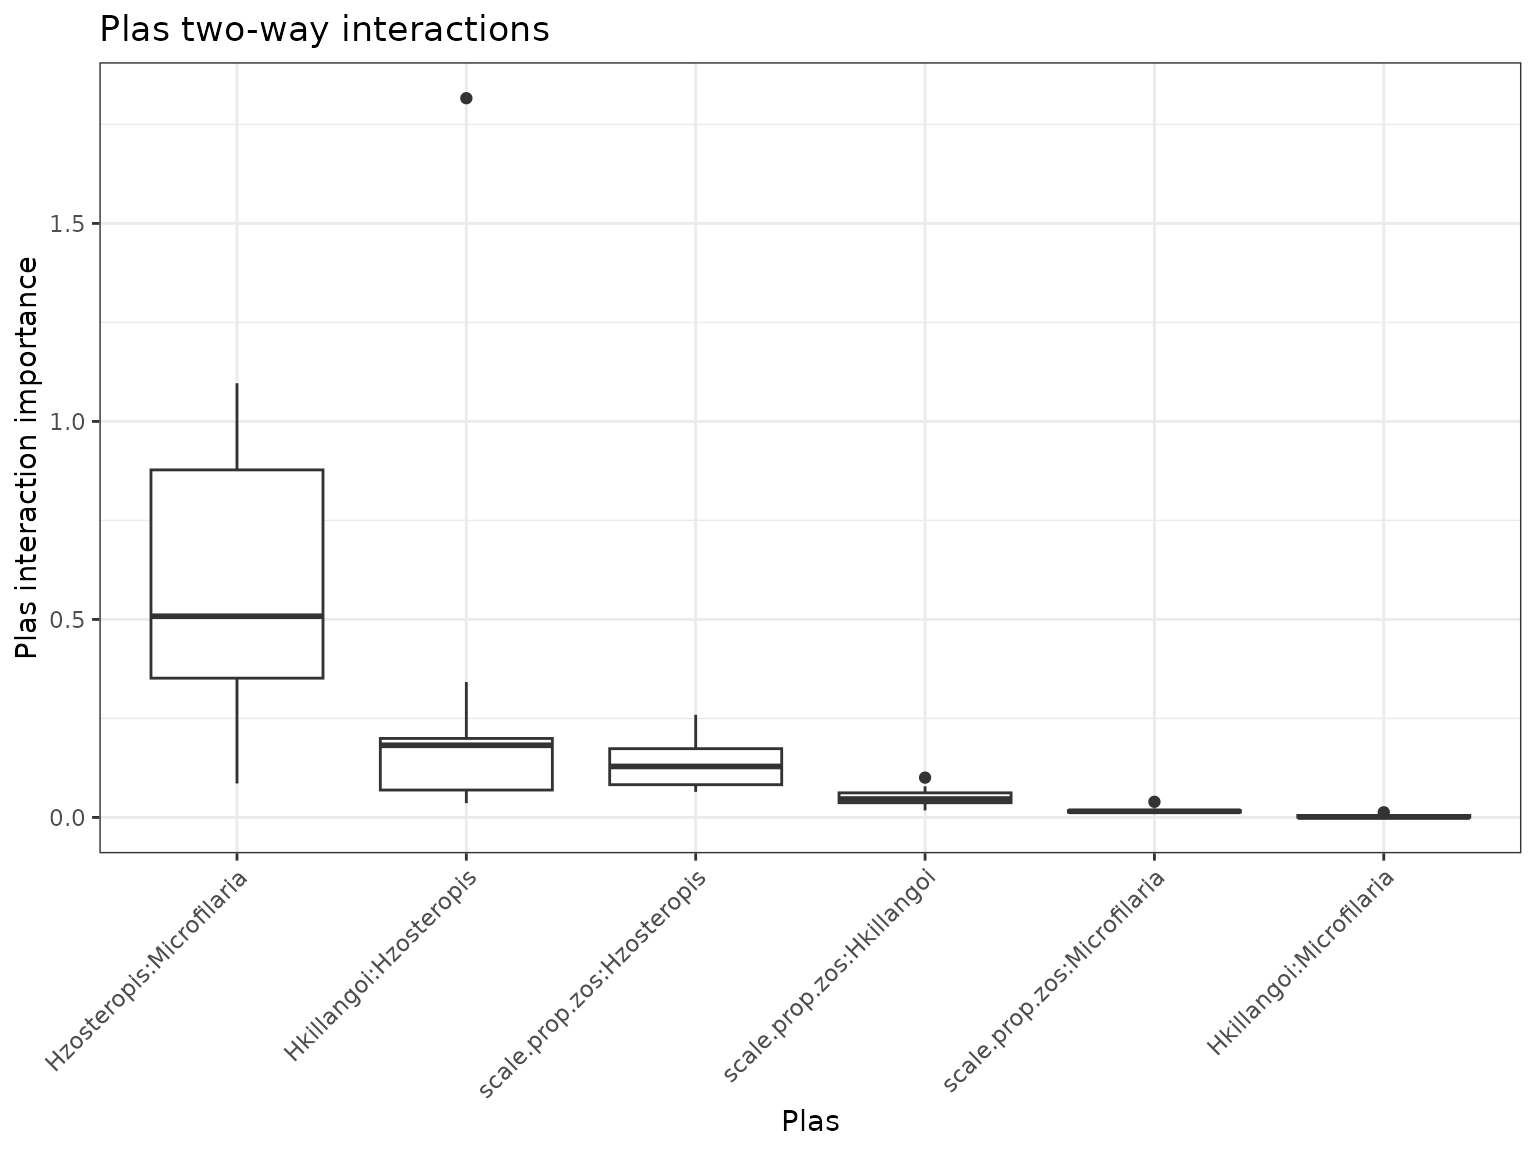 Plas two-way interactions
Plas interaction importance
1.5
1.0
0.5
0.0
Hzosteropis:Microfilaria
Hkillangoi:Hzosteropis
scale.prop.zos:Hzosteropis
scale.prop.zos:Hkillangoi
scale.prop.zos:Microfilaria
Hkillangoi:Microfilaria
Plas